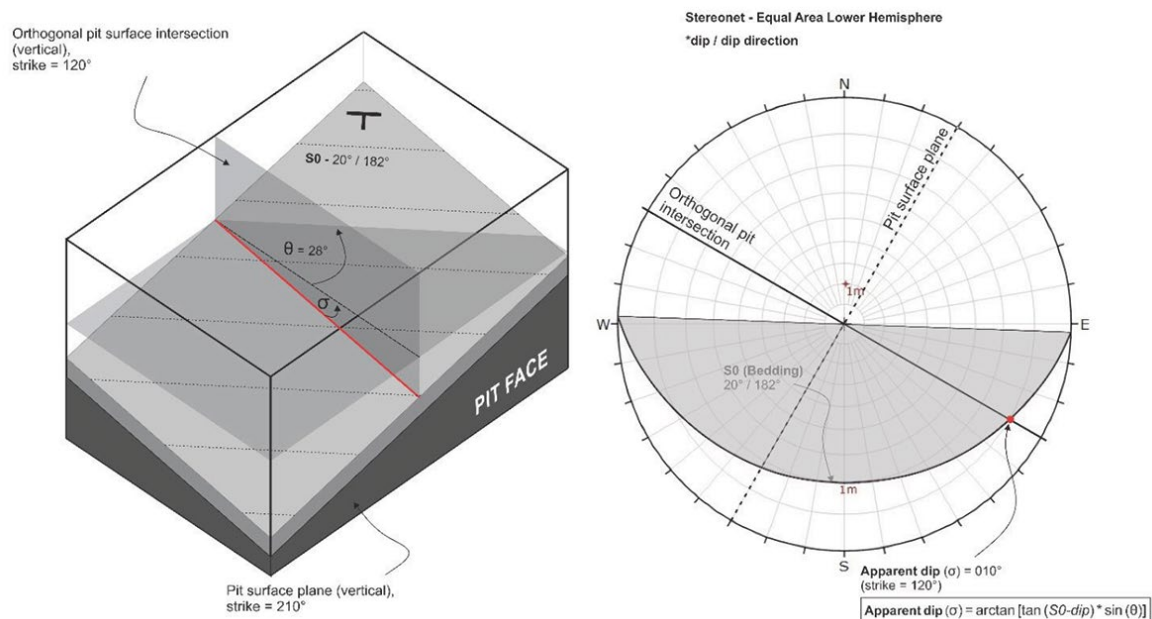 Orthogonal pit surface intersection
(vertical),
strike = 120°
S0 - 20° / 182°
θ = 28°
σ
PIT FACE
Pit surface plane (vertical),
strike = 210°
Stereonet - Equal Area Lower Hemisphere
*dip / dip direction
N
Pit surface plane
Orthogonal pit
intersection
1m
W
E
S0 (Bedding)
20° / 182°
1m
S
Apparent dip (σ) = 010°
(strike = 120°)
Apparent dip (σ) = arctan [tan (S0-dip) * sin (θ)]